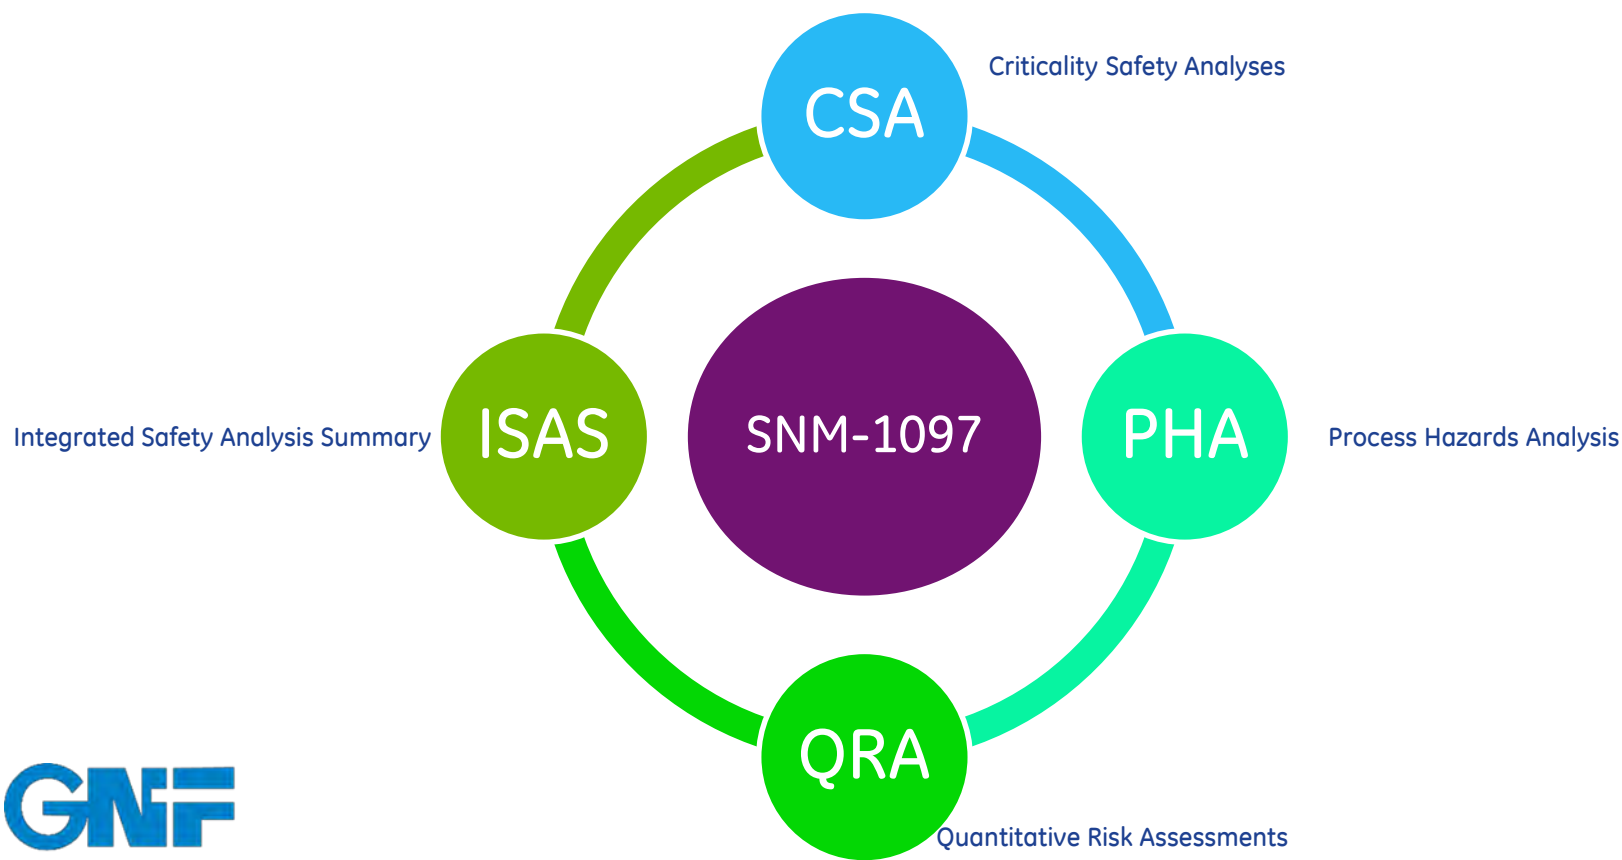 CSA
Criticality Safety Analyses
Integrated Safety Analysis Summary
ISAS
SNM-1097
PHA
Process Hazards Analysis
QRA
Quantitative Risk Assessments
GNF